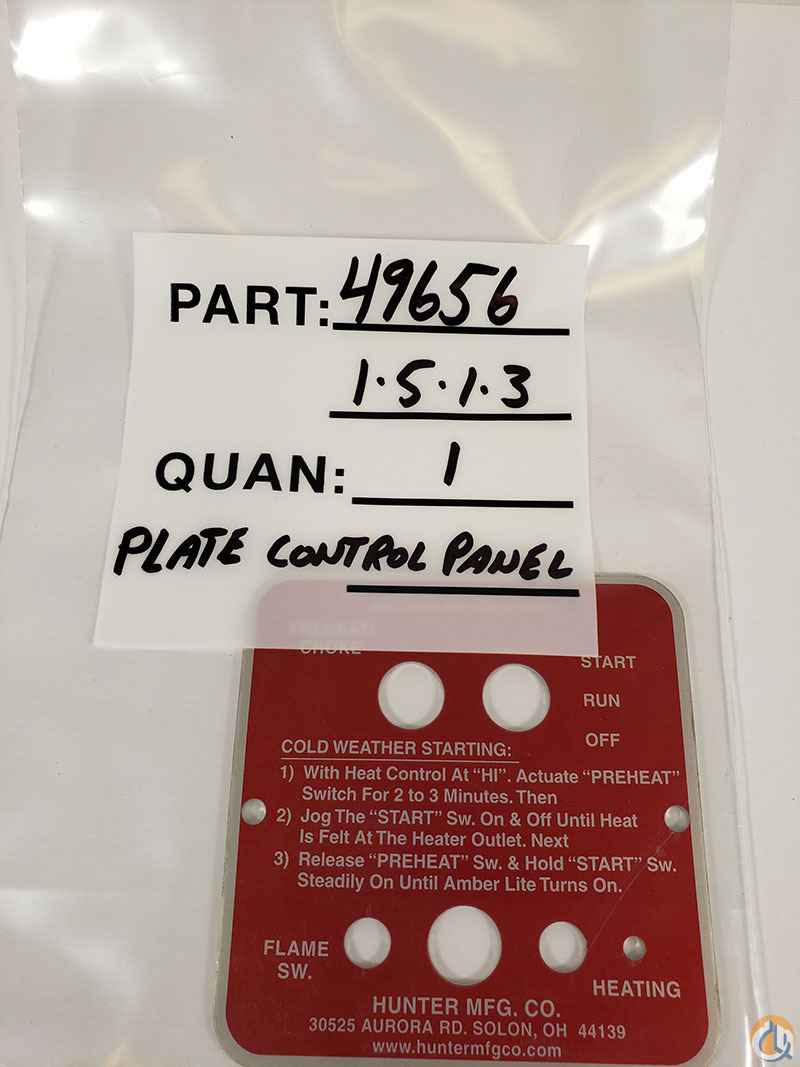 PART: 49656
1.5.1.3
QUAN: 1
PLATE CONTROL PANEL
CHOKE
START
RUN
OFF
COLD WEATHER STARTING:
1) With Heat Control At "HI". Actuate "PREHEAT"
Switch For 2 to 3 Minutes. Then
2) Jog The "START" Sw. On & Off Until Heat
Is Felt At The Heater Outlet. Next
3) Release "PREHEAT" Sw. & Hold "START" Sw.
Steadily On Until Amber Lite Turns On.
FLAME
SW.
HEATING
HUNTER MFG. CO.
30525 AURORA RD. SOLON, OH 44139
www.huntermfgco.com